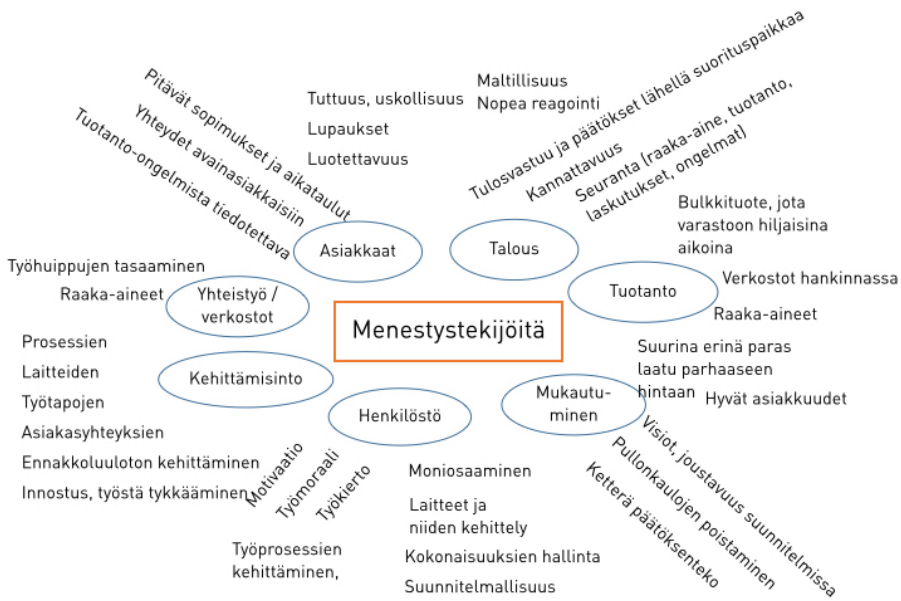 Pitävät sopimukset ja aikataulut
Yhteydet avainasiakkaisiin
Tuotanto-ongelmista tiedotettava
Tuttuus, uskollisuus
Lupaukset
Luotettavuus
Asiakkaat
Maltillisuus
Nopea reagointi
Tulosvastuu ja päätökset lähellä suorituspaikkaa
Kannattavuus
Seuranta (raaka-aine, tuotanto,
laskutukset, ongelmat)
Talous
Bulkkituote, jota
varastoon hiljaisina
aikoina
Verkostot hankinnassa
Raaka-aineet
Suurina erinä paras
laatu parhaaseen
hintaan
Hyvät asiakkuudet
Tuotanto
Työhuippujen tasaaminen
Raaka-aineet
Yhteistyö /
verkostot
Menestystekijöitä
Prosessien
Laitteiden
Työtapojen
Asiakasyhteyksien
Ennakkoluuloton kehittäminen
Innostus, työstä tykkääminen
Kehittämisinto
Henkilöstö
Motivaatio
Työmoraali
Työkierto
Työprosessien
kehittäminen,
Moniosaaminen
Laitteet ja
niiden kehittely
Kokonaisuuksien hallinta
Suunnitelmallisuus
Mukautu-
minen
Visiot, joustavuus suunnitelmissa
Pullonkaulojen poistaminen
Ketterä päätöksenteko